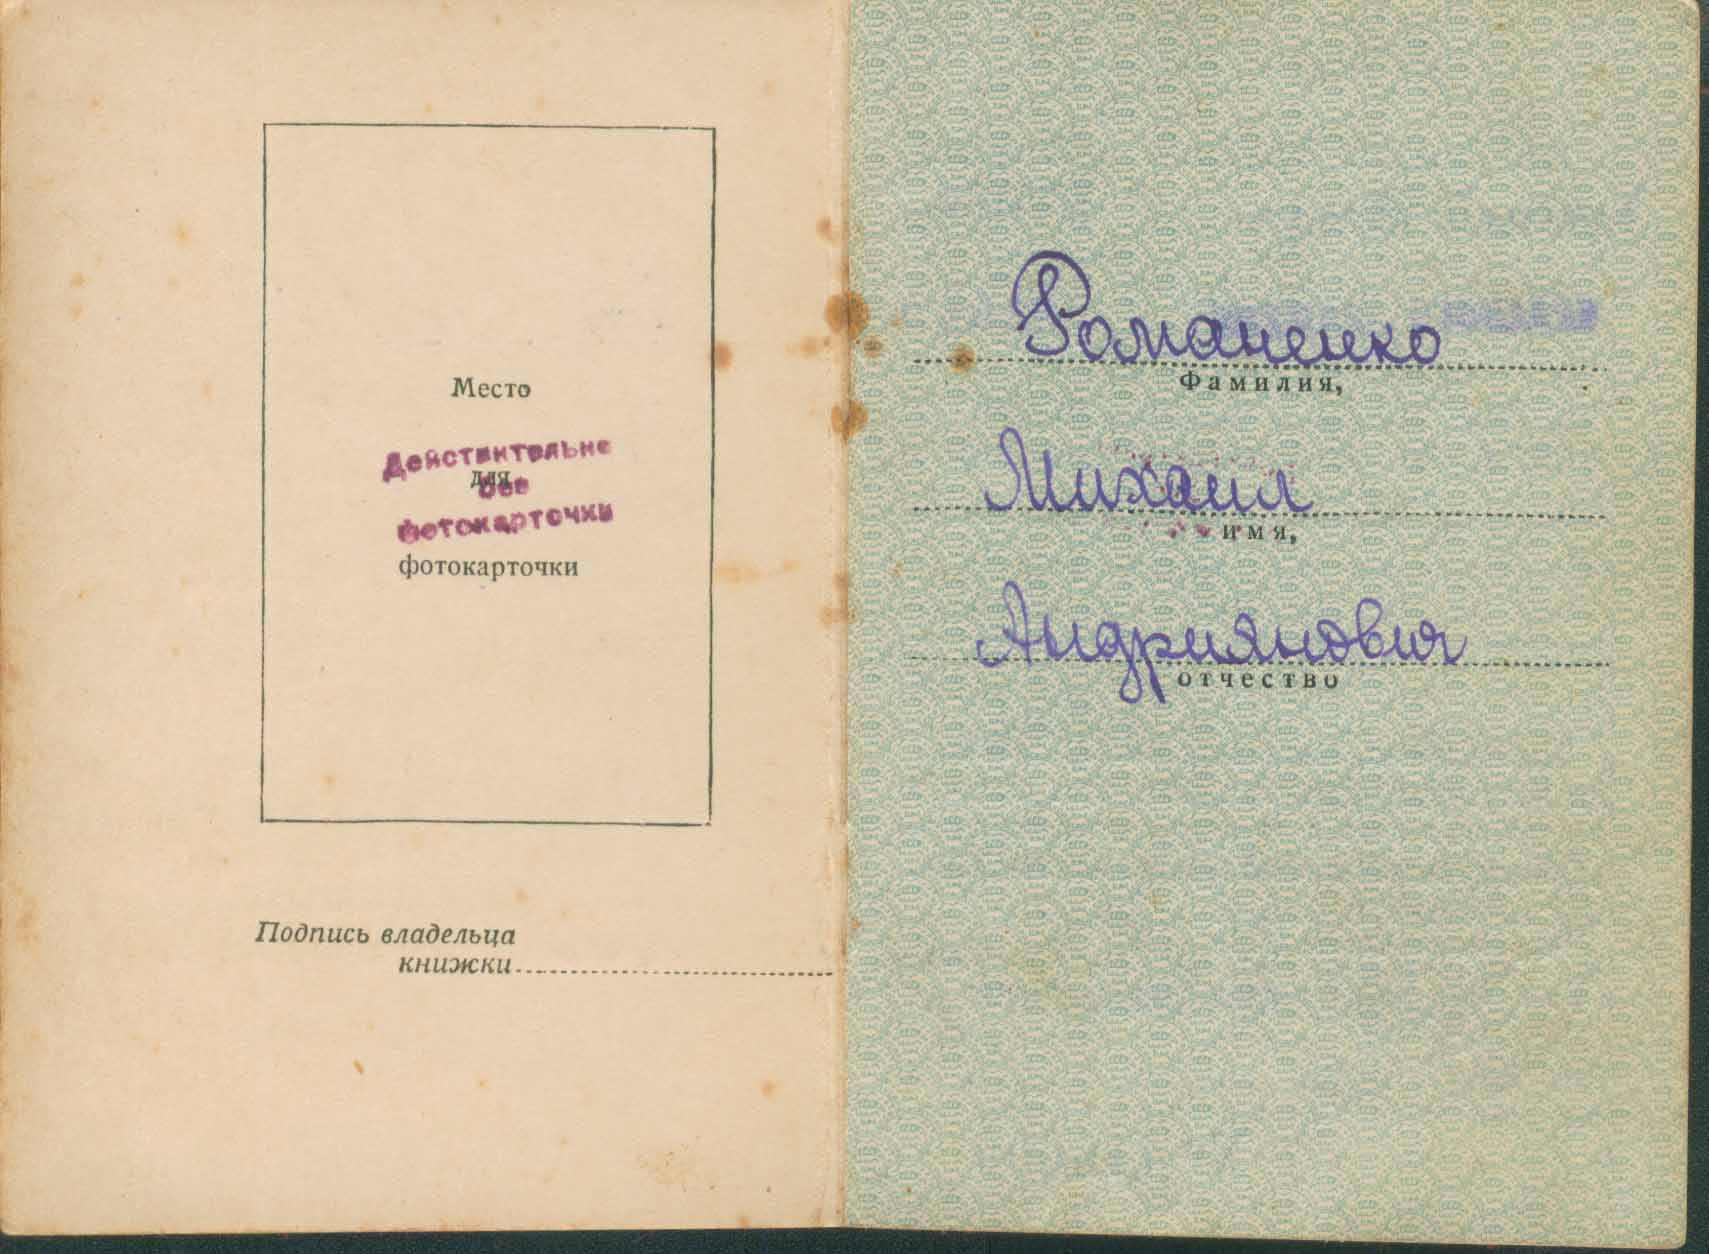 Место
Действительно
для
без
фотокарточки
фотокарточки
Подпись владельца
книжки
Романенко
Фамилия,
Михаил
имя,
Андриянович
отчество